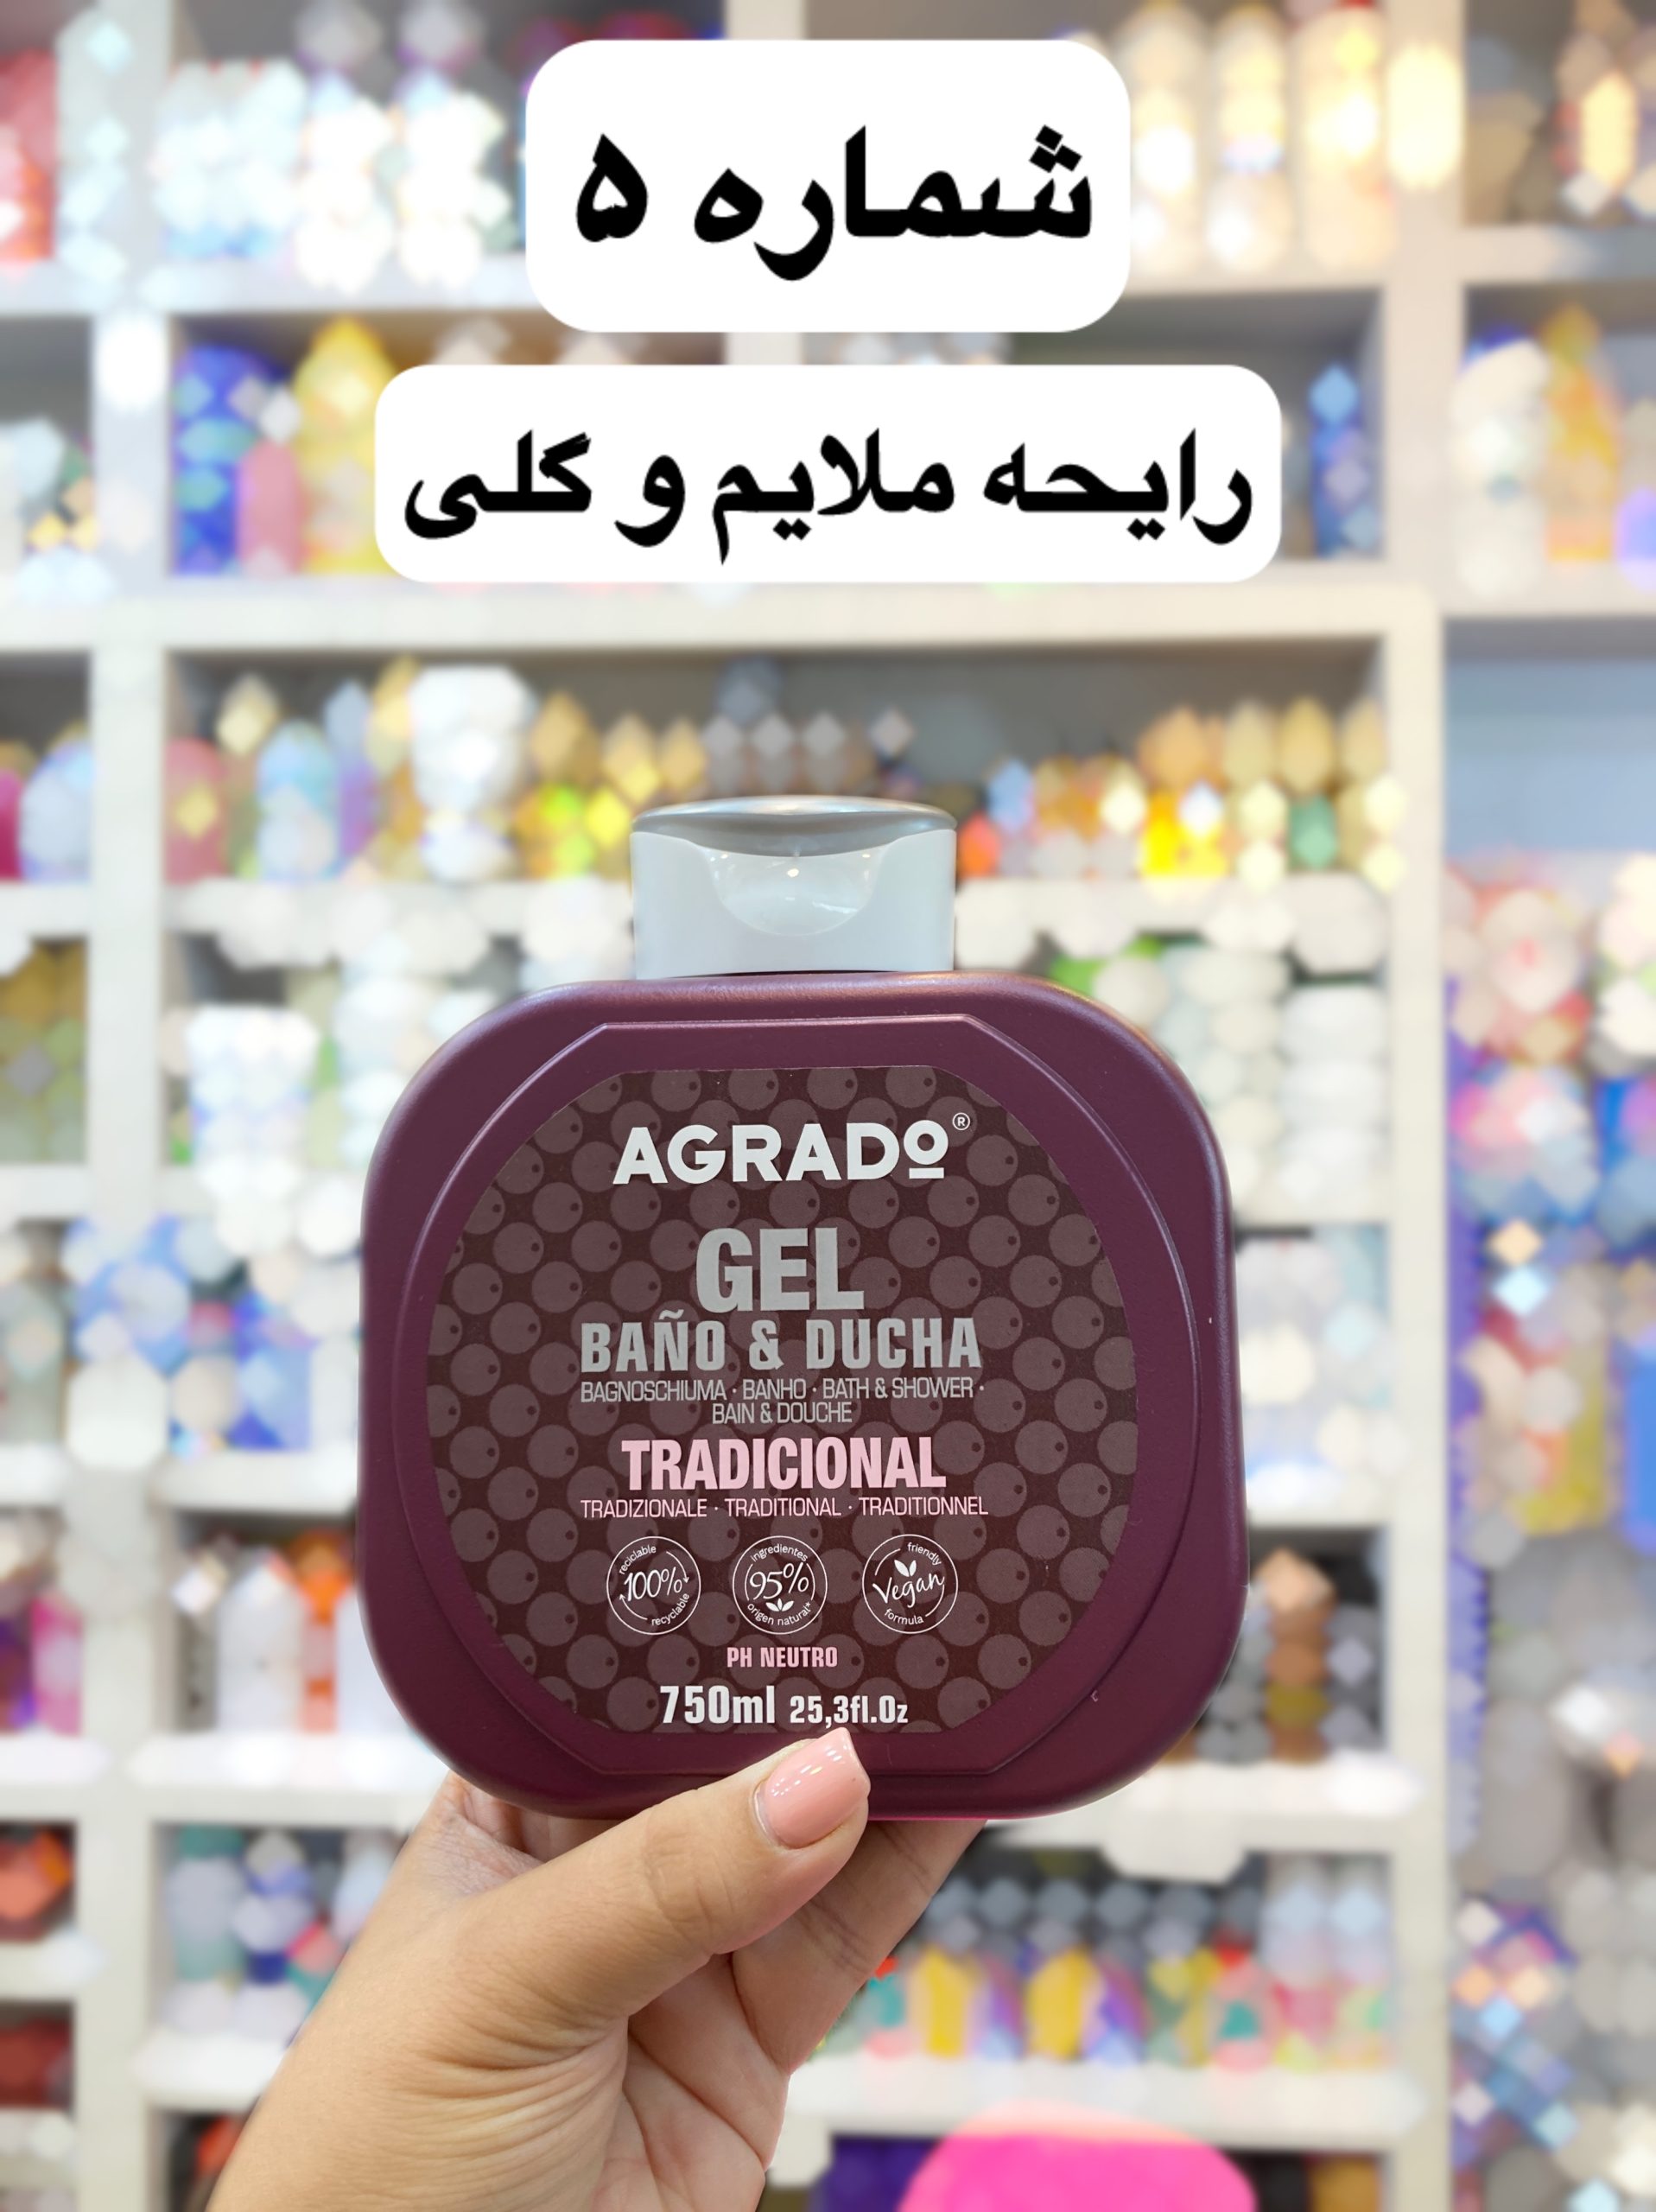 شماره ۵
رایحه ملایم و گلی
AGRADO®
GEL
BAÑO & DUCHA
BAGNOSCHIUMA · BANHO · BATH & SHOWER ·
BAIN & DOUCHE
TRADICIONAL
TRADIZIONALE · TRADITIONAL · TRADITIONNEL
reciclable 100% recyclable
ingredientes 95% origen natural*
friendly Vegan formula
PH NEUTRO
750ml 25,3fl.Oz